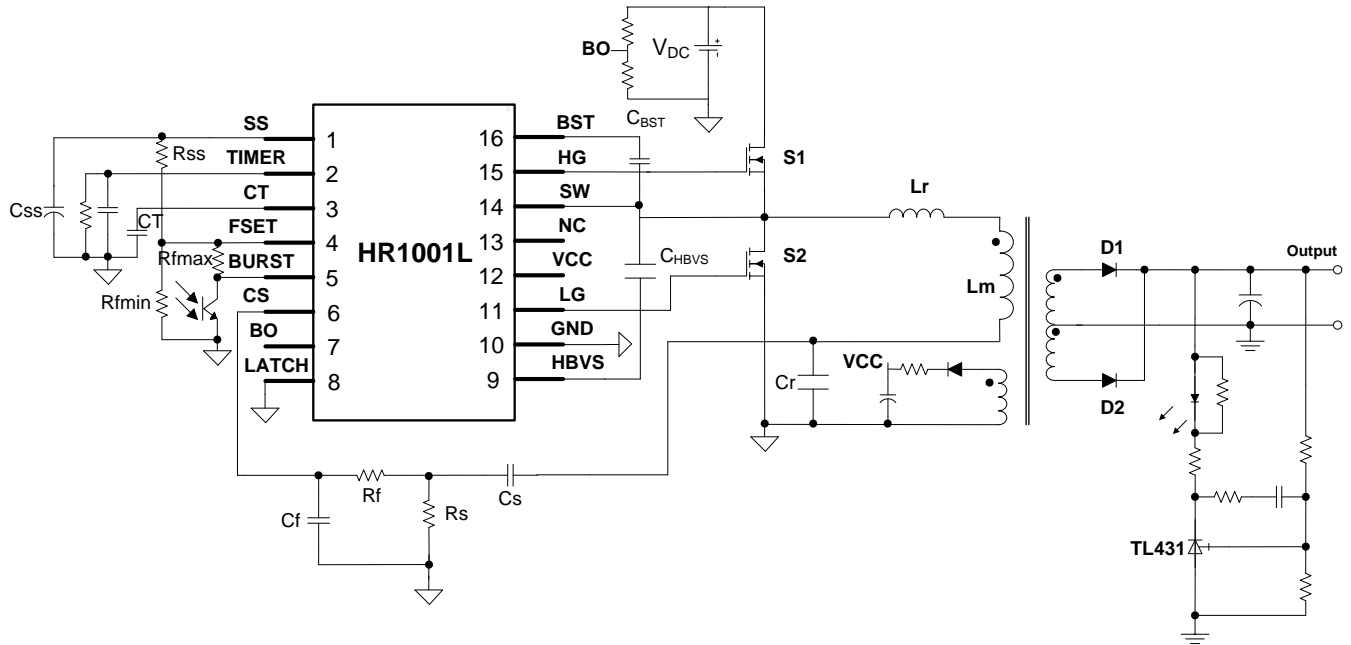 BO
VDC
+
-
CBST
SS
TIMER
CT
FSET
BURST
CS
BO
LATCH
1
2
3
4
5
6
7
8
HR1001L
16
15
14
13
12
11
10
9
BST
HG
SW
NC
VCC
LG
GND
HBVS
Rss
Css
CT
Rfmax
Rfmin
CHBVS
S1
S2
Lr
Lm
Cr
VCC
D1
D2
Output
Rf
Cf
Rs
Cs
TL431